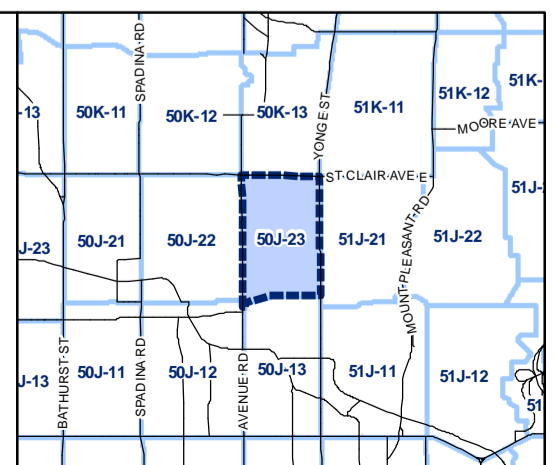 SPADINA RD
YONGE ST
51K-
51K-12
-13
50K-11
50K-12
50K-13
51K-11
MOORE AVE
ST CLAIR AVE E
51J-
J-23
50J-21
50J-22
50J-23
51J-21
51J-22
MOUNT PLEASANT RD
BATHURST ST
SPADINA RD
AVENUE RD
J-13
50J-11
50J-12
50J-13
51J-11
51J-12
51